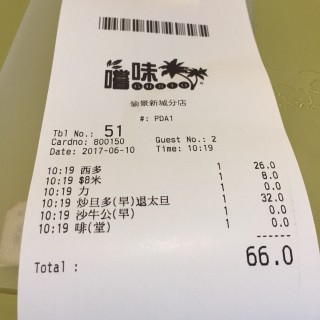 嚐味
GUSTO
愉景新城分店
#: PDA1
Tbl No.: 51
Cardno: 800150 Guest No.: 2
Date: 2017-06-10 Time: 10:19
10:19 西多 1 26.0
10:19 $8米 1 8.0
10:19 力 1 0.0
10:19 炒旦多(早)退太旦 1 32.0
10:19 沙牛公(早) 1 0.0
10:19 啡(堂) 1 0.0
------
Total : 66.0